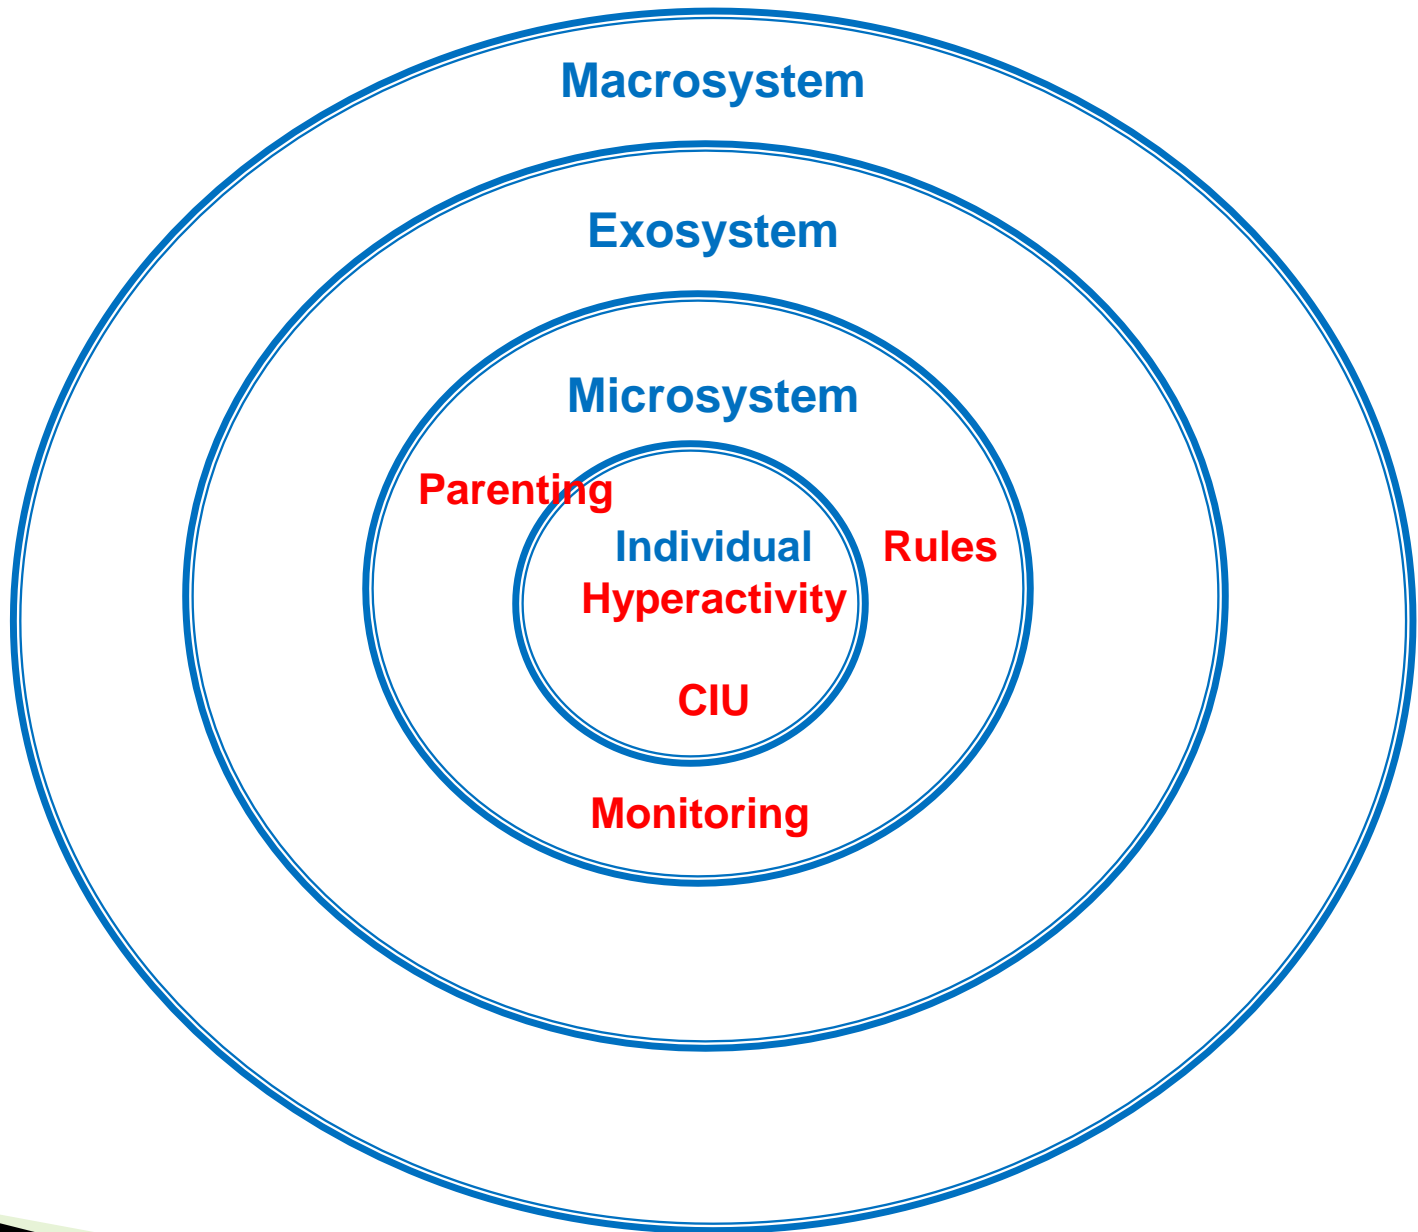 Macrosystem
Exosystem
Microsystem
Parenting
Individual
Rules
Hyperactivity
CIU
Monitoring